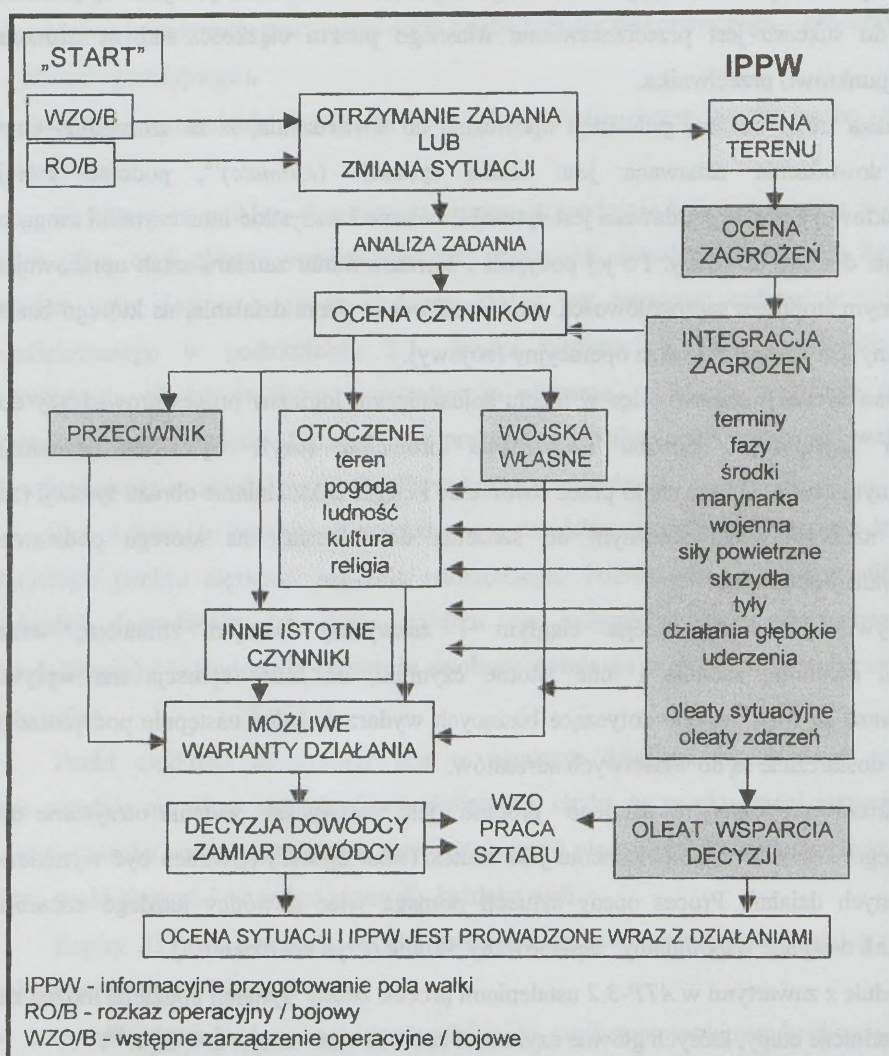 „START”
IPPW
WZO/B
RO/B
OTRZYMANIE ZADANIA
LUB
ZMIANA SYTUACJI
OCENA
TERENU
ANALIZA ZADANIA
OCENA
ZAGROŻEŃ
OCENA CZYNNIKÓW
INTEGRACJA
ZAGROŻEŃ
terminy
fazy
środki
marynarka
wojenna
siły powietrzne
skrzydła
tyły
działania głębokie
uderzenia
oleaty sytuacyjne
oleaty zdarzeń
PRZECIWNIK
OTOCZENIE
teren
pogoda
ludność
kultura
religia
WOJSKA
WŁASNE
INNE ISTOTNE
CZYNNIKI
MOŻLIWE
WARIANTY DZIAŁANIA
DECYZJA DOWÓDCY
ZAMIAR DOWÓDCY
WZO
PRACA
SZTABU
OLEAT WSPARCIA
DECYZJI
OCENA SYTUACJI I IPPW JEST PROWADZONE WRAZ Z DZIAŁANIAMI
IPPW - informacyjne przygotowanie pola walki
RO/B - rozkaz operacyjny / bojowy
WZO/B - wstępne zarządzenie operacyjne / bojowe